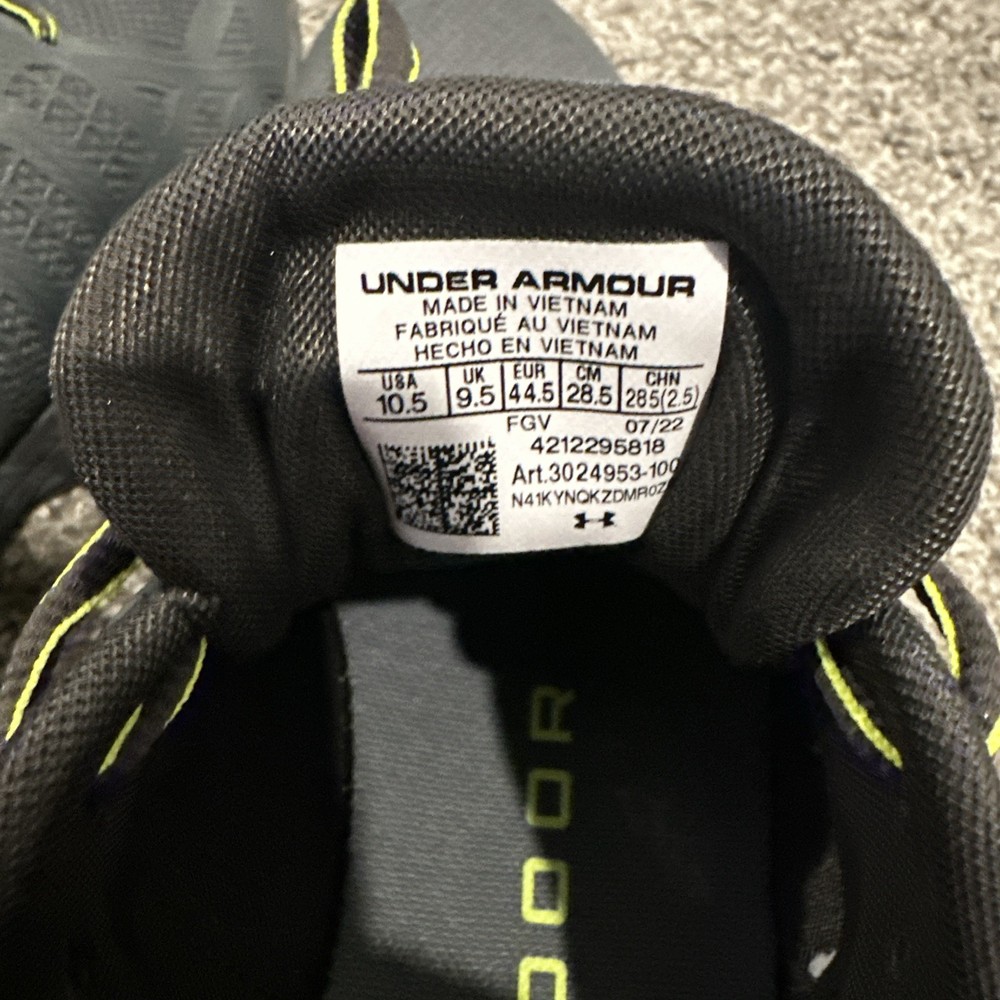 UNDER ARMOUR
MADE IN VIETNAM
FABRIQUÉ AU VIETNAM
HECHO EN VIETNAM
USA UK EUR CM CHN
10.5 9.5 44.5 28.5 285(2.5)
FGV 07/22
4212295818
Art.3024953-100
N41KYNQKZDMR0Z
OOOR